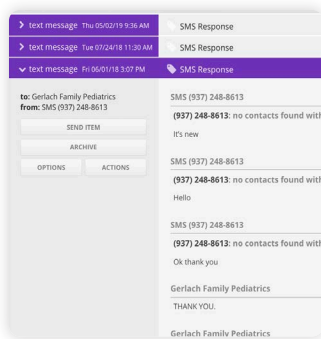 text message Thu 05/02/19 9:36 AM SMS Response
text message Tue 07/24/18 11:30 AM SMS Response
text message Fri 06/01/18 3:07 PM SMS Response
to: Gerlach Family Pediatrics
from: SMS (937) 248-8613
SEND ITEM
ARCHIVE
OPTIONS ACTIONS
SMS (937) 248-8613
(937) 248-8613: no contacts found with
It's new
SMS (937) 248-8613
(937) 248-8613: no contacts found with
Hello
SMS (937) 248-8613
(937) 248-8613: no contacts found with
Ok thank you
Gerlach Family Pediatrics
THANK YOU.
Gerlach Family Pediatrics